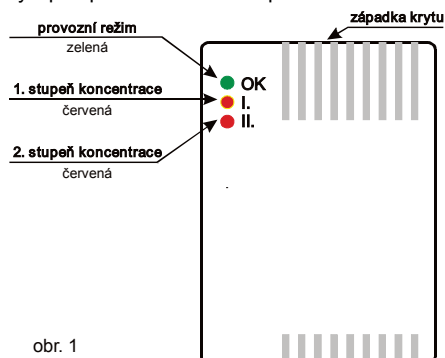 západka krytu
provozní režim
zelená
OK
1. stupeň koncentrace
I.
červená
II.
2. stupeň koncentrace
červená
obr. 1